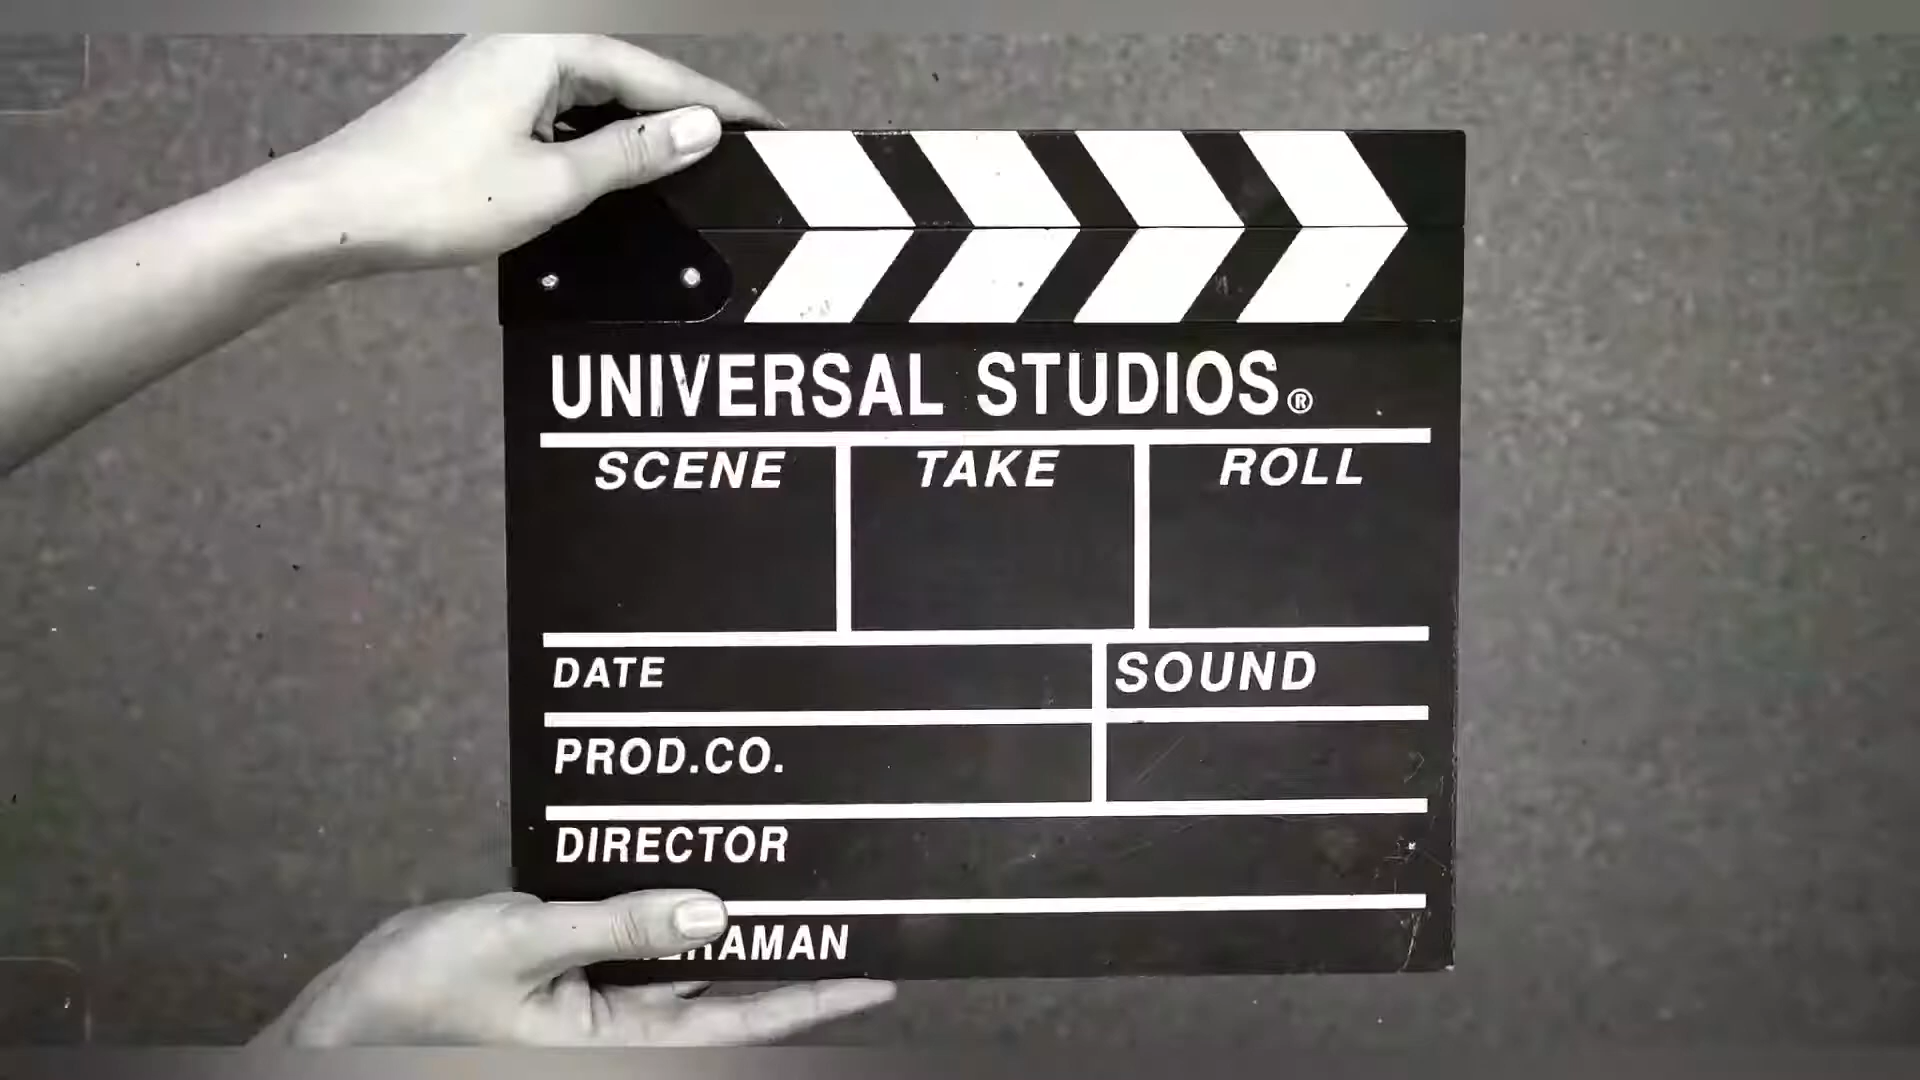 UNIVERSAL STUDIOS®
SCENE TAKE ROLL
DATE SOUND
PROD.CO.
DIRECTOR